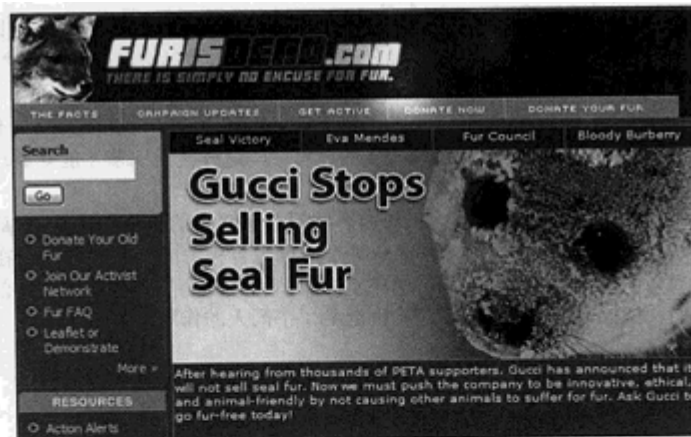 FURISDEAD.com
THERE IS SIMPLY NO EXCUSE FOR FUR.
THE FACTS CAMPAIGN UPDATES GET ACTIVE DONATE NOW DONATE YOUR FUR
Seal Victory Eva Mendes Fur Council Bloody Burberry
Search
Go
Donate Your Old
Fur
Join Our Activist
Network
Fur FAQ
Leaflet or
Demonstrate
More »
RESOURCES
Action Alerts
Gucci Stops
Selling
Seal Fur
After hearing from thousands of PETA supporters, Gucci has announced that it
will not sell seal fur. Now we must push the company to be innovative, ethical,
and animal-friendly by not causing other animals to suffer for fur. Ask Gucci to
go fur-free today!